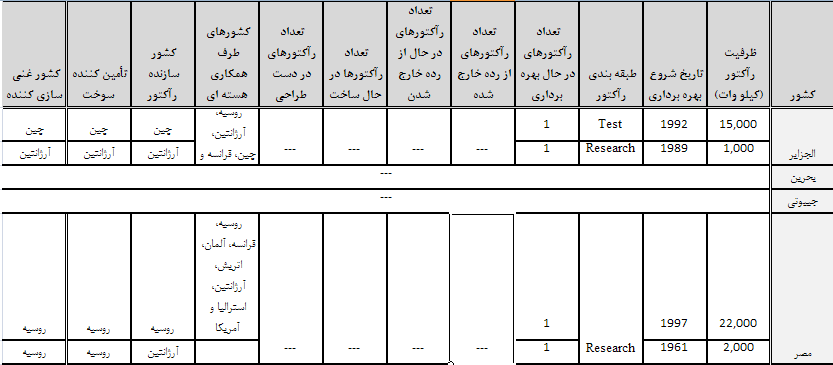 کشور
ظرفیت رآکتور (کیلو وات)
تاریخ شروع بهره برداری
طبقه بندی رآکتور
تعداد رآکتورهای در حال بهره برداری
تعداد رآکتورهای از رده خارج شده
تعداد رآکتورهای در حال از رده خارج شدن
تعداد رآکتورها در حال ساخت
تعداد رآکتورهای در دست طراحی
کشورهای طرف همکاری هسته ای
کشور سازنده رآکتور
تأمین کننده سوخت
کشور غنی سازی کننده
الجزایر
15,000 1992 Test 1 روسیه، آرژانتین، چین چین چین
1,000 1989 Research 1 --- --- --- --- چین، فرانسه و آرژانتین آرژانتین آرژانتین
بحرین ---
جیبوتی ---
روسیه،
فرانسه، آلمان،
اتریش،
آرژانتین،
استرالیا و
22,000 1997 1 آمریکا روسیه روسیه روسیه
مصر 2,000 1961 Research 1 --- --- --- --- آرژانتین روسیه روسیه